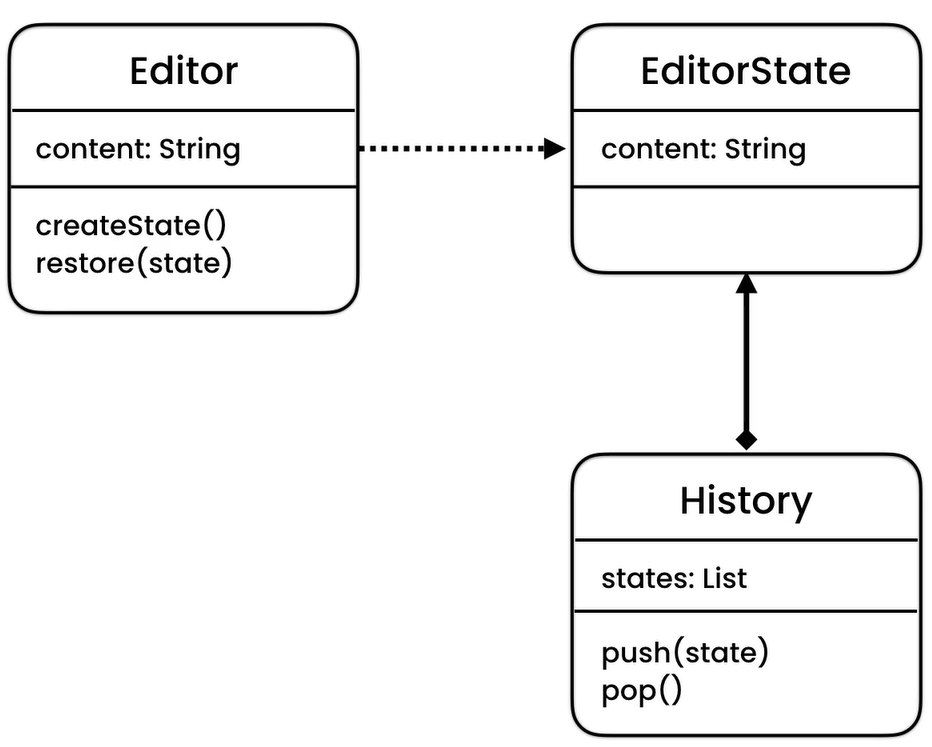 Editor
content: String
createState()
restore(state)
EditorState
content: String
History
states: List
push(state)
pop()